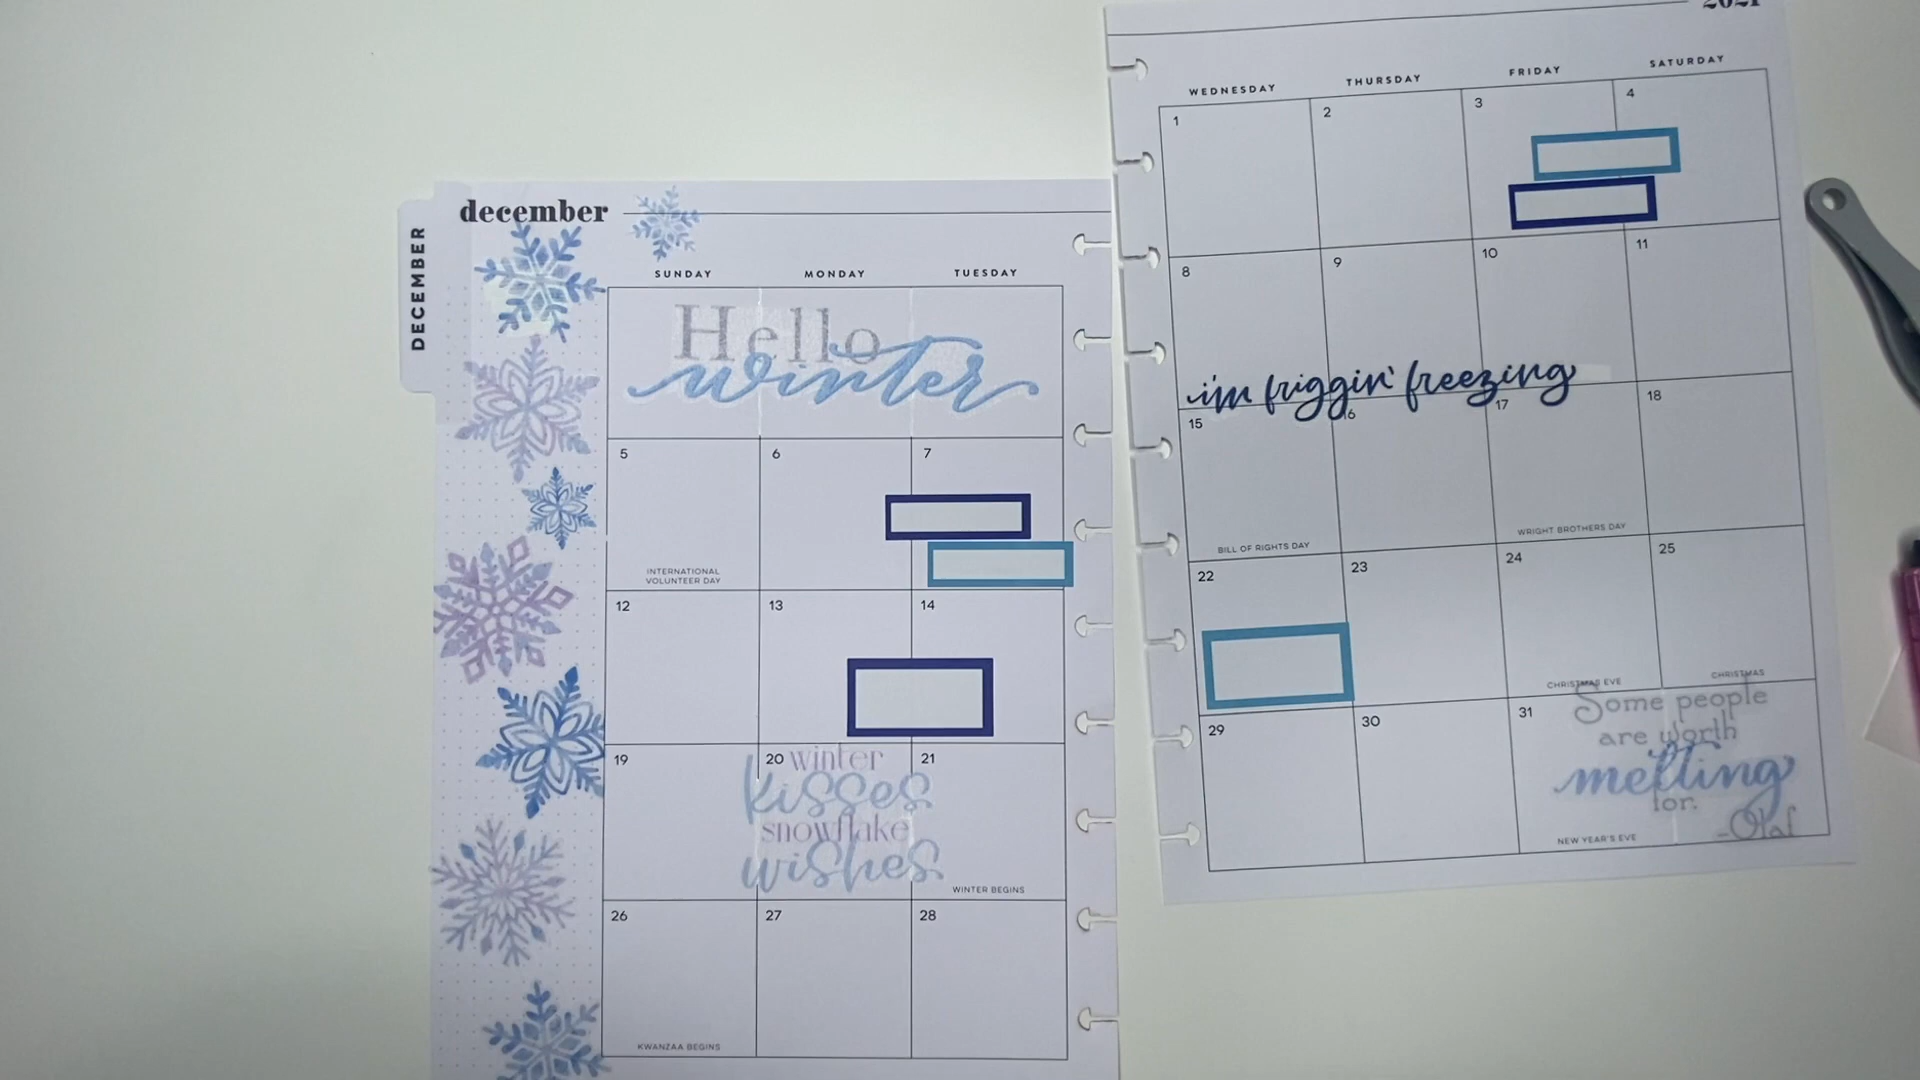 december
DECEMBER
SUNDAY MONDAY TUESDAY
Hello
winter
5 6 7
INTERNATIONAL
VOLUNTEER DAY
12 13 14
19 20 21
winter
kisses
snowflake
wishes
WINTER BEGINS
26 27 28
KWANZAA BEGINS
2021
WEDNESDAY THURSDAY FRIDAY SATURDAY
1 2 3 4
8 9 10 11
i'm friggin' freezing
15 16 17 18
BILL OF RIGHTS DAY WRIGHT BROTHERS DAY
22 23 24 25
CHRISTMAS EVE CHRISTMAS
29 30 31
Some people
are worth
melting
for.
-Olaf
NEW YEAR'S EVE